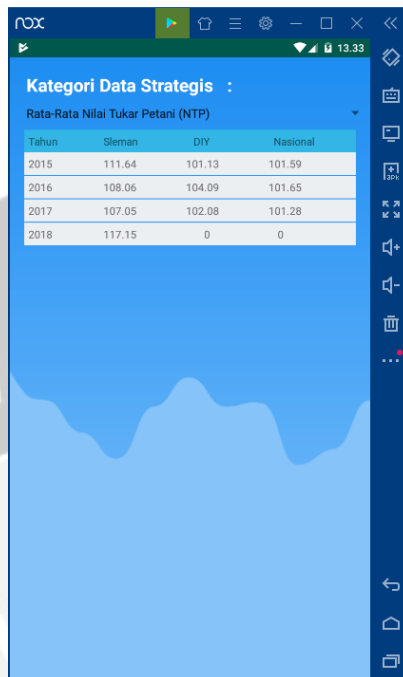 nox
13.33
Kategori Data Strategis :
Rata-Rata Nilai Tukar Petani (NTP)
Tahun Sleman DIY Nasional
2015 111.64 101.13 101.59
2016 108.06 104.09 101.65
2017 107.05 102.08 101.28
2018 117.15 0 0